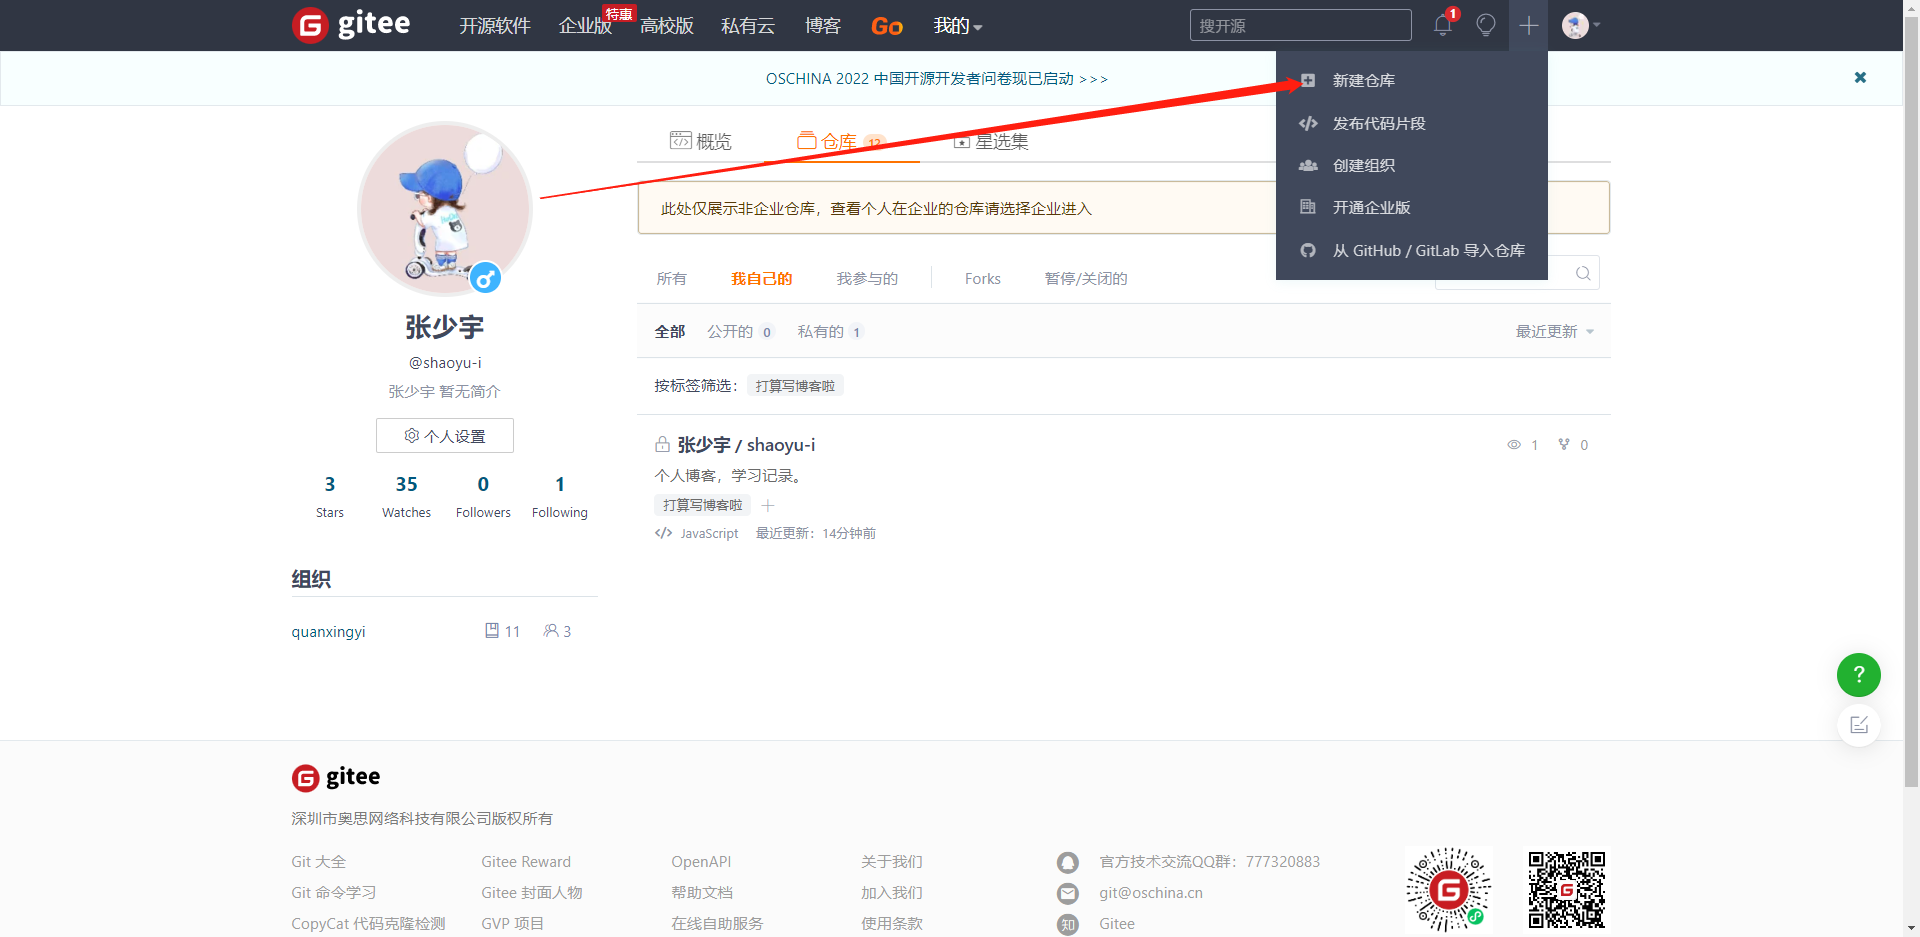 gitee 开源软件 企业版 特惠 高校版 私有云 博客 Go 我的 搜开源 1
OSCHINA 2022 中国开源开发者问卷现已启动 >>>
新建仓库
发布代码片段
创建组织
开通企业版
从 GitHub / GitLab 导入仓库
概览 仓库 12 星选集
此处仅展示非企业仓库，查看个人在企业的仓库请选择企业进入
所有 我自己的 我参与的 Forks 暂停/关闭的
全部 公开的 0 私有的 1 最近更新
按标签筛选： 打算写博客啦
张少宇 / shaoyu-i 1 0
个人博客，学习记录。
打算写博客啦
JavaScript 最近更新：14分钟前
张少宇
@shaoyu-i
张少宇 暂无简介
个人设置
3 35 0 1
Stars Watches Followers Following
组织
quanxingyi 11 3
?
gitee
深圳市奥思网络科技有限公司版权所有
Git 大全 Gitee Reward OpenAPI 关于我们 官方技术交流QQ群：777320883
Git 命令学习 Gitee 封面人物 帮助文档 加入我们 git@oschina.cn
CopyCat 代码克隆检测 GVP 项目 在线自助服务 使用条款 知 Gitee